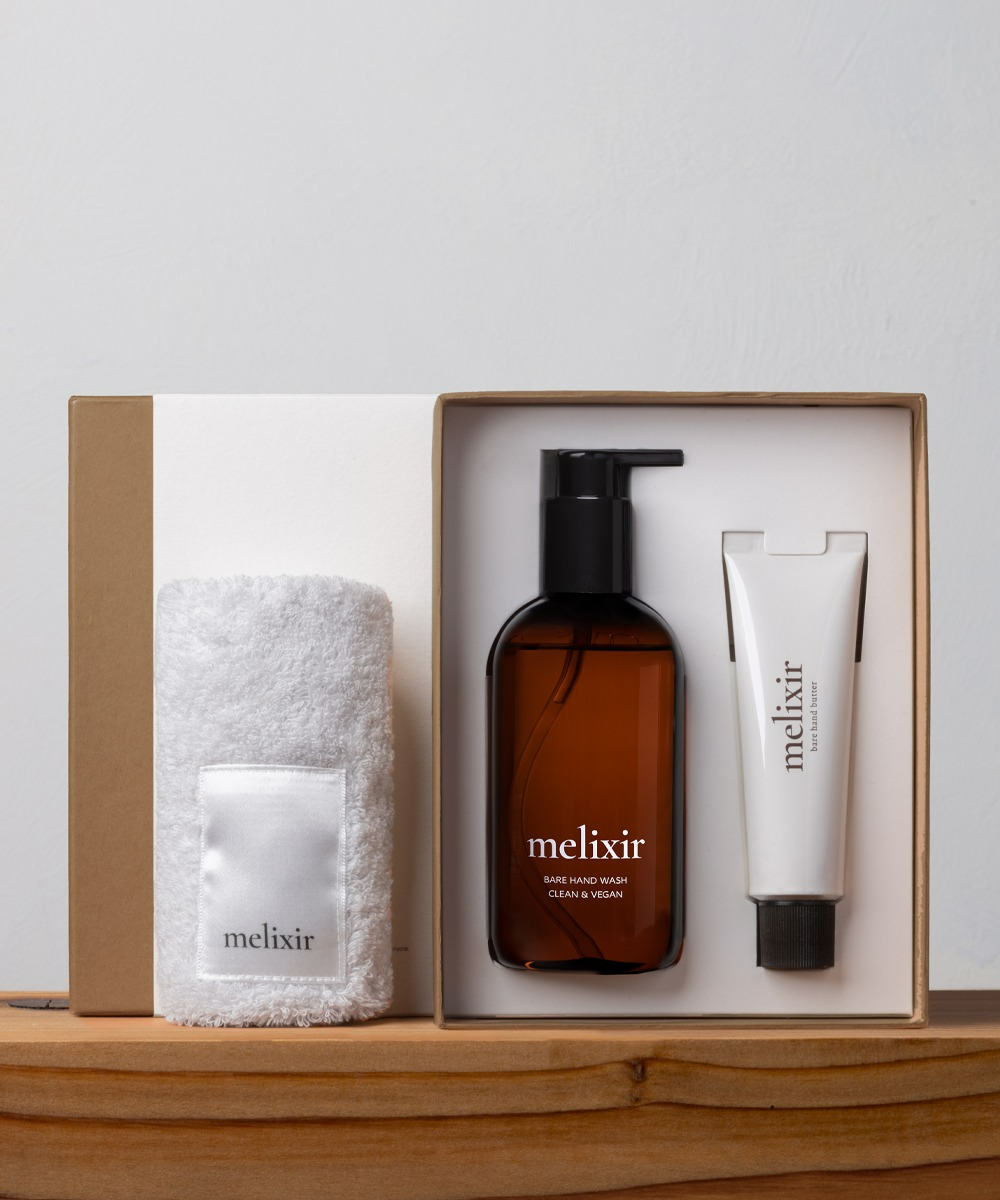 melixir
melixir
BARE HAND WASH
CLEAN & VEGAN
melixir
bare hand butter